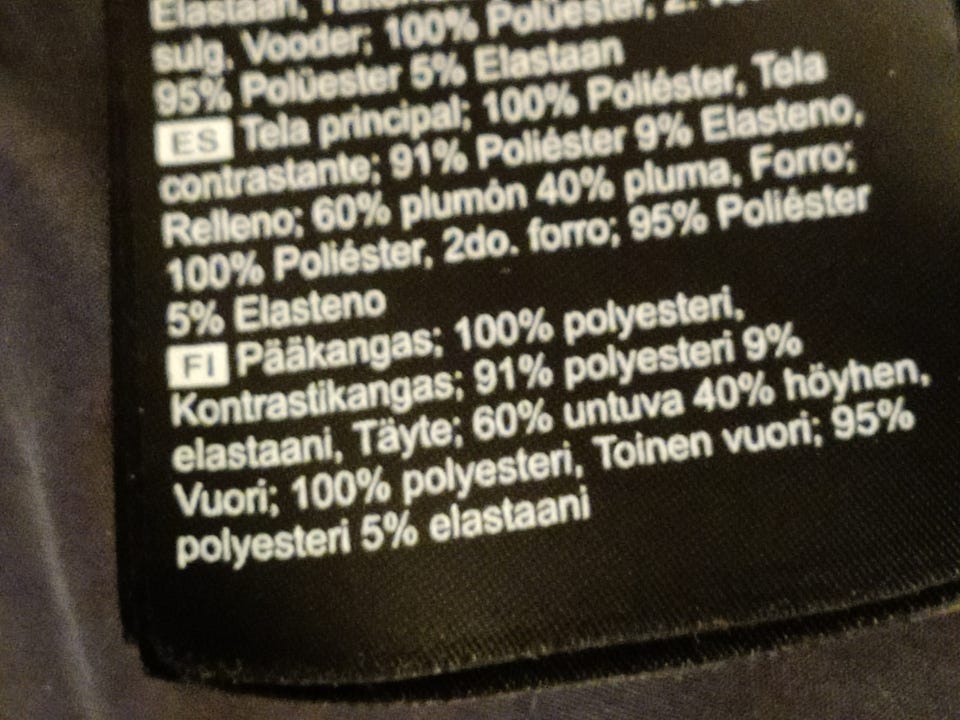 Elastaan,
sulg, Vooder; 100% Polüester, 2.
95% Polüester 5% Elastaan
ES Tela principal; 100% Poliéster, Tela
contrastante; 91% Poliéster 9% Elasteno,
Relleno; 60% plumón 40% pluma, Forro;
100% Poliéster, 2do. forro; 95% Poliéster
5% Elasteno
FI Pääkangas; 100% polyesteri,
Kontrastikangas; 91% polyesteri 9%
elastaani, Täyte; 60% untuva 40% höyhen,
Vuori; 100% polyesteri, Toinen vuori; 95%
polyesteri 5% elastaani